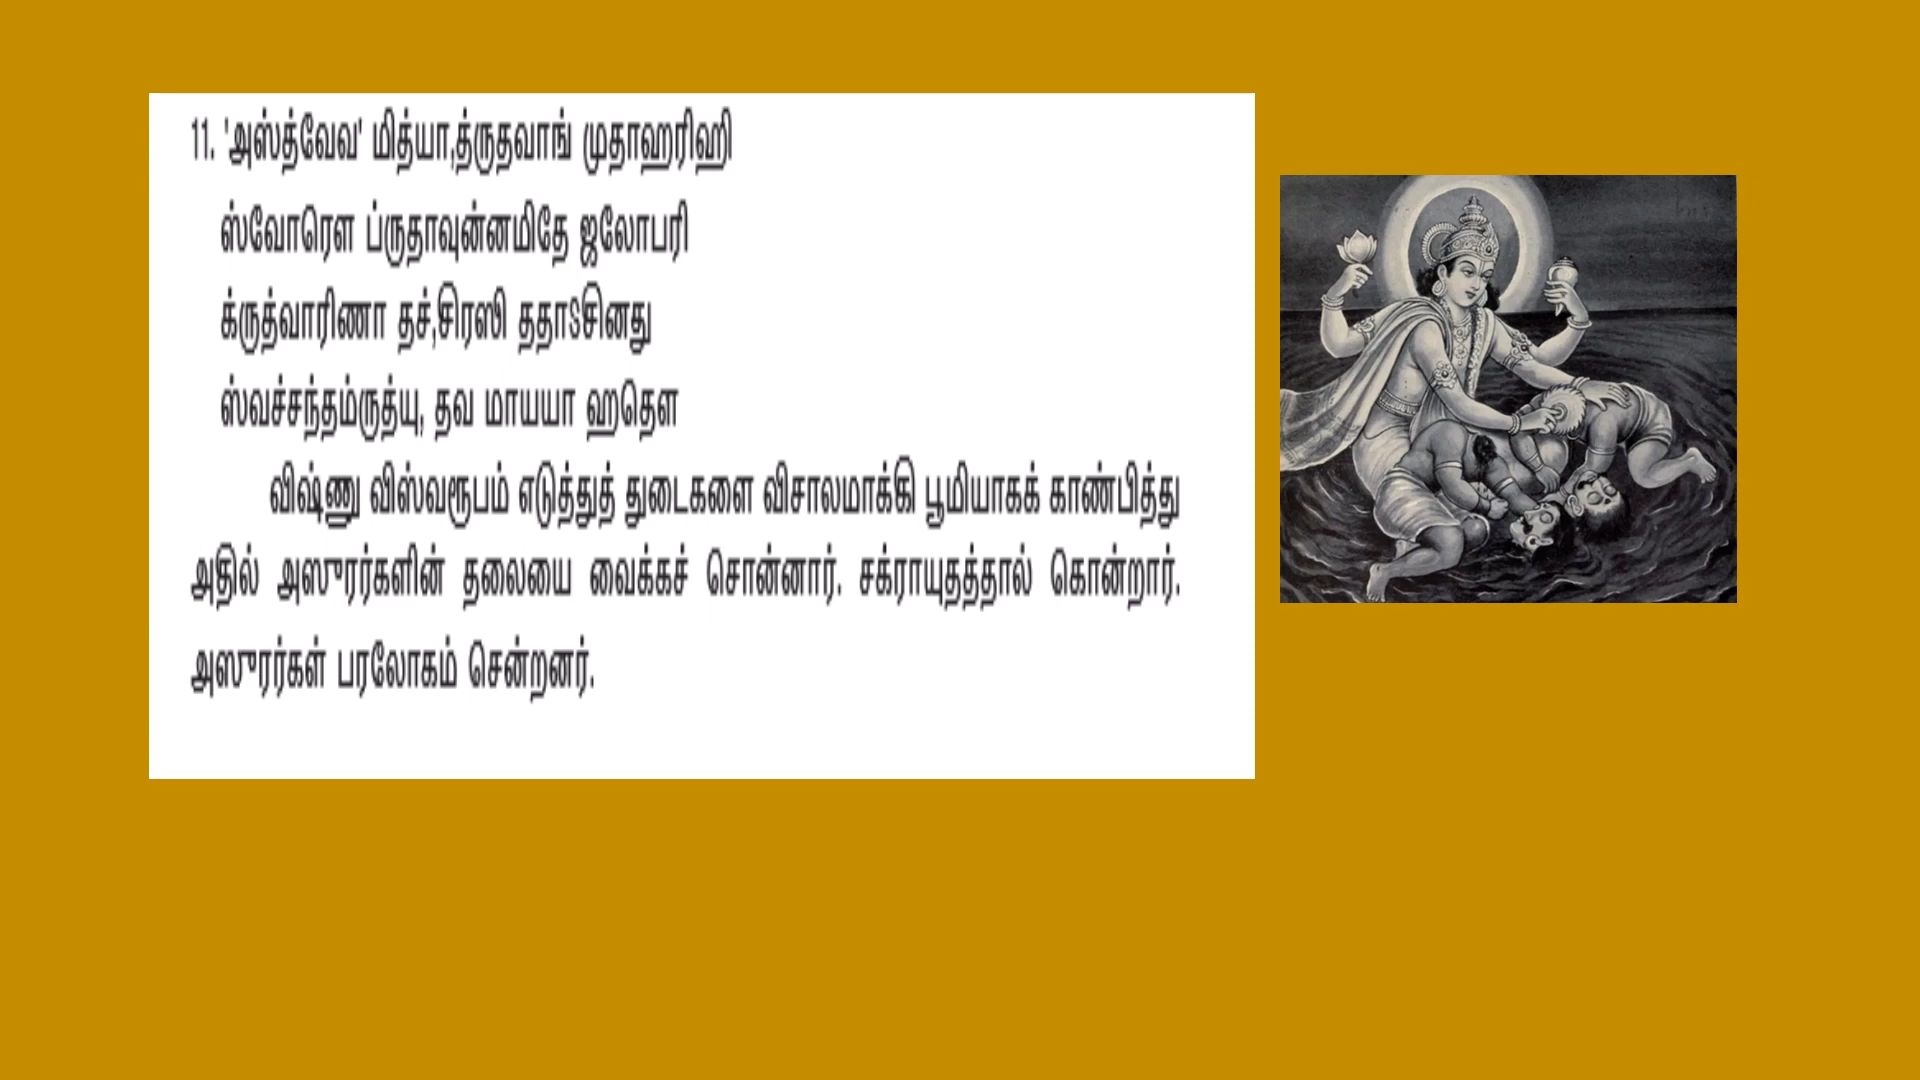 11. 'அஸ்த்வேவ' மித்யா,த்ருதவாங் முதாஹரிஹி
ஸ்வோரௌ ப்ருதாவுன்னமிதே ஜலோபரி
க்ருத்வாரிணா தச்,சிரஸி ததாSசினது
ஸ்வச்சந்தம்ருத்யு, தவ மாயயா ஹதௌ
விஷ்ணு விஸ்வரூபம் எடுத்துத் துடைகளை விசாலமாக்கி பூமியாகக் காண்பித்து
அதில் அஸுரர்களின் தலையை வைக்கச் சொன்னார். சக்ராயுதத்தால் கொன்றார்.
அஸுரர்கள் பரலோகம் சென்றனர்.